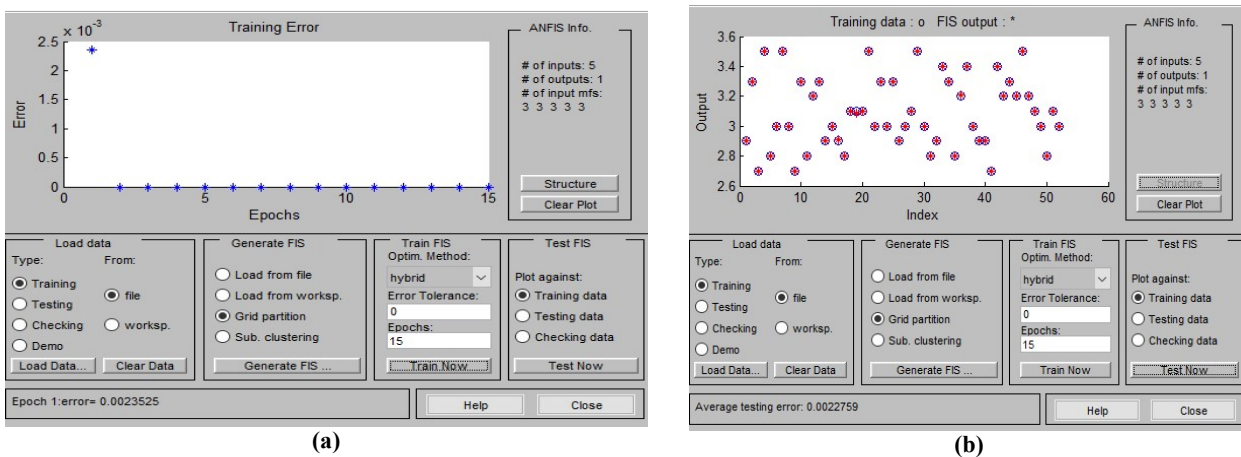 Training Error
x 10-3
2.5
2
1.5
1
0.5
0
Error
0 5 10 15
Epochs
ANFIS Info.
# of inputs: 5
# of outputs: 1
# of input mfs:
3 3 3 3 3
Structure
Clear Plot
Load data
Type: From:
Training
Testing
Checking
Demo
file
worksp.
Load Data... Clear Data
Generate FIS
Load from file
Load from worksp.
Grid partition
Sub. clustering
Generate FIS ...
Train FIS
Optim. Method:
hybrid
Error Tolerance:
0
Epochs:
15
Train Now
Test FIS
Plot against:
Training data
Testing data
Checking data
Test Now
Epoch 1:error= 0.0023525
Help Close
(a)
Training data : o FIS output : *
3.6
3.4
3.2
3
2.8
2.6
Output
0 10 20 30 40 50 60
Index
ANFIS Info.
# of inputs: 5
# of outputs: 1
# of input mfs:
3 3 3 3 3
Structure
Clear Plot
Load data
Type: From:
Training
Testing
Checking
Demo
file
worksp.
Load Data... Clear Data
Generate FIS
Load from file
Load from worksp.
Grid partition
Sub. clustering
Generate FIS ...
Train FIS
Optim. Method:
hybrid
Error Tolerance:
0
Epochs:
15
Train Now
Test FIS
Plot against:
Training data
Testing data
Checking data
Test Now
Average testing error: 0.0022759
Help Close
(b)